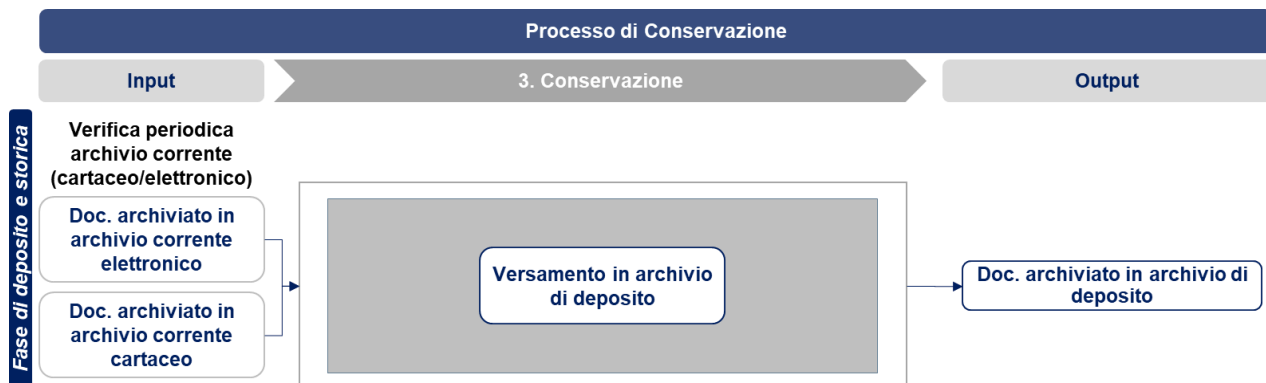 Processo di Conservazione
Input
3. Conservazione
Output
Fase di deposito e storica
Verifica periodica
archivio corrente
(cartaceo/elettronico)
Doc. archiviato in
archivio corrente
elettronico
Doc. archiviato in
archivio corrente
cartaceo
Versamento in archivio
di deposito
Doc. archiviato in archivio di
deposito